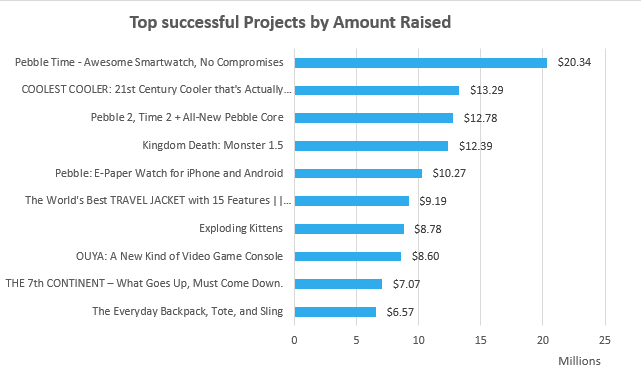 Top successful Projects by Amount Raised
Pebble Time - Awesome Smartwatch, No Compromises $20.34
COOLEST COOLER: 21st Century Cooler that's Actually... $13.29
Pebble 2, Time 2 + All-New Pebble Core $12.78
Kingdom Death: Monster 1.5 $12.39
Pebble: E-Paper Watch for iPhone and Android $10.27
The World's Best TRAVEL JACKET with 15 Features ||... $9.19
Exploding Kittens $8.78
OUYA: A New Kind of Video Game Console $8.60
THE 7th CONTINENT – What Goes Up, Must Come Down. $7.07
The Everyday Backpack, Tote, and Sling $6.57
0 5 10 15 20 25
Millions